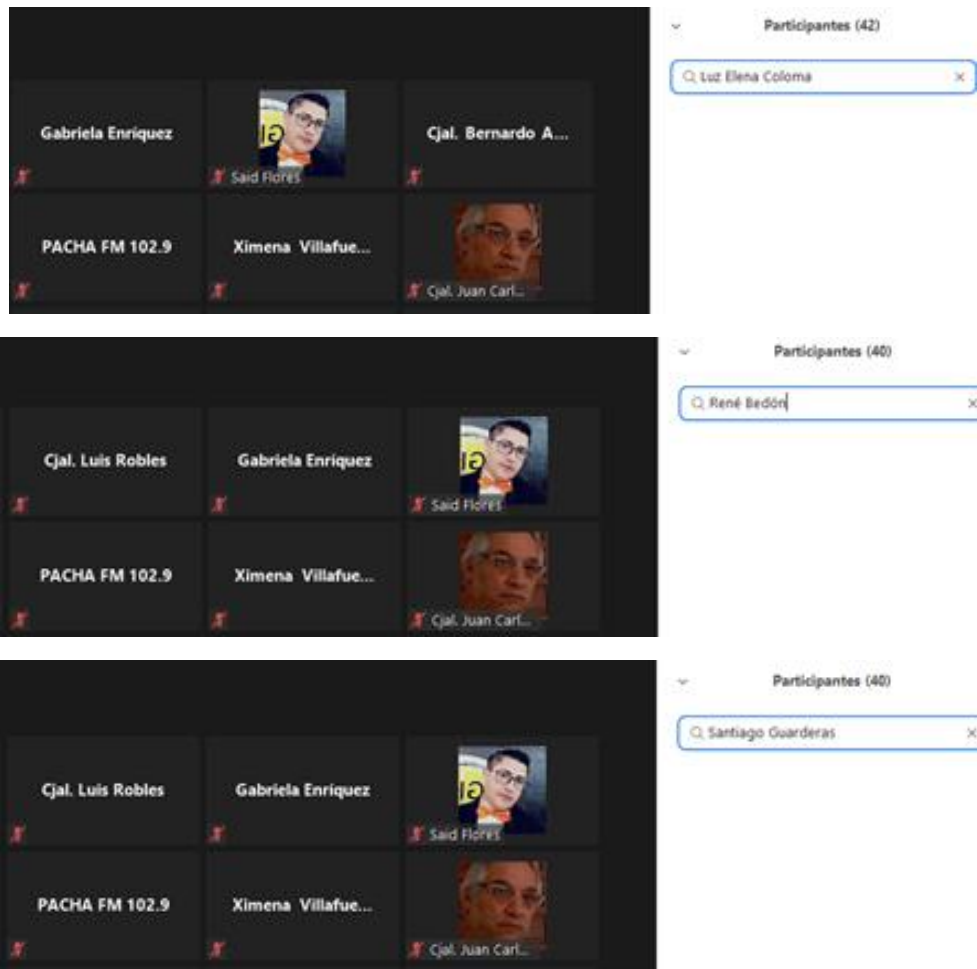 Participantes (42)
Luz Elena Coloma
Gabriela Enríquez
Said Flores
Cjal. Bernardo A...
PACHA FM 102.9
Ximena Villafue...
Cjal. Juan Carl...
Participantes (40)
René Bedón
Cjal. Luis Robles
Gabriela Enríquez
Said Flores
PACHA FM 102.9
Ximena Villafue...
Cjal. Juan Carl...
Participantes (40)
Santiago Guarderas
Cjal. Luis Robles
Gabriela Enríquez
Said Flores
PACHA FM 102.9
Ximena Villafue...
Cjal. Juan Carl...